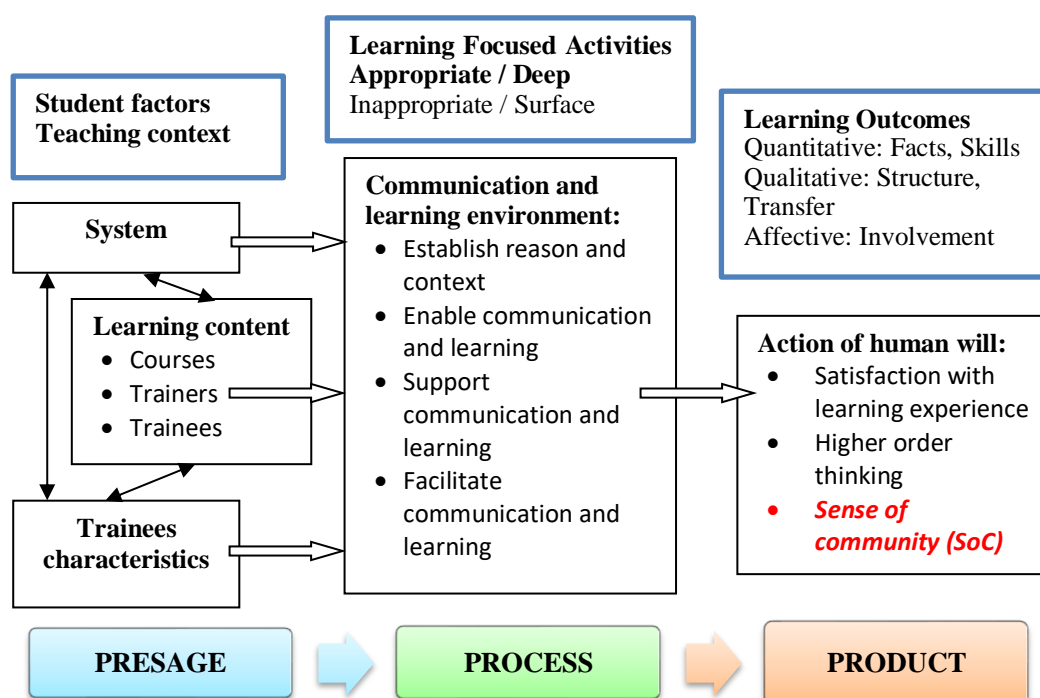 Student factors
Teaching context
System
Learning content
• Courses
• Trainers
• Trainees
Trainees
characteristics
PRESAGE
Learning Focused Activities
Appropriate / Deep
Inappropriate / Surface
Communication and
learning environment:
• Establish reason and
context
• Enable communication
and learning
• Support
communication and
learning
• Facilitate
communication and
learning
PROCESS
Learning Outcomes
Quantitative: Facts, Skills
Qualitative: Structure,
Transfer
Affective: Involvement
Action of human will:
• Satisfaction with
learning experience
• Higher order
thinking
• Sense of
community (SoC)
PRODUCT